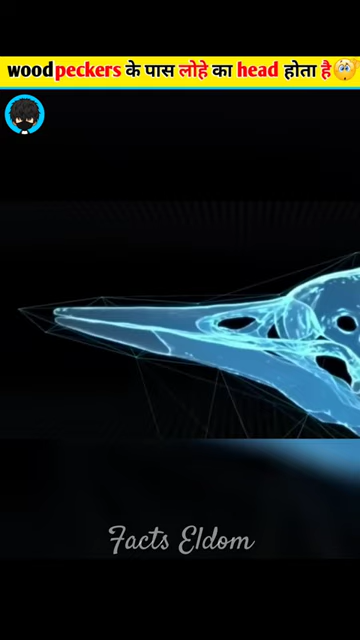 woodpeckers के पास लोहे का head होता है
Facts Eldom